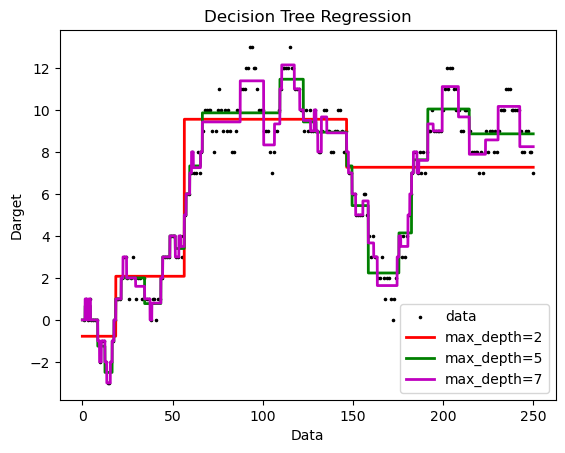 Decision Tree Regression
Darget
12
10
8
6
4
2
0
−2
0
50
100
150
200
250
Data
data
max_depth=2
max_depth=5
max_depth=7